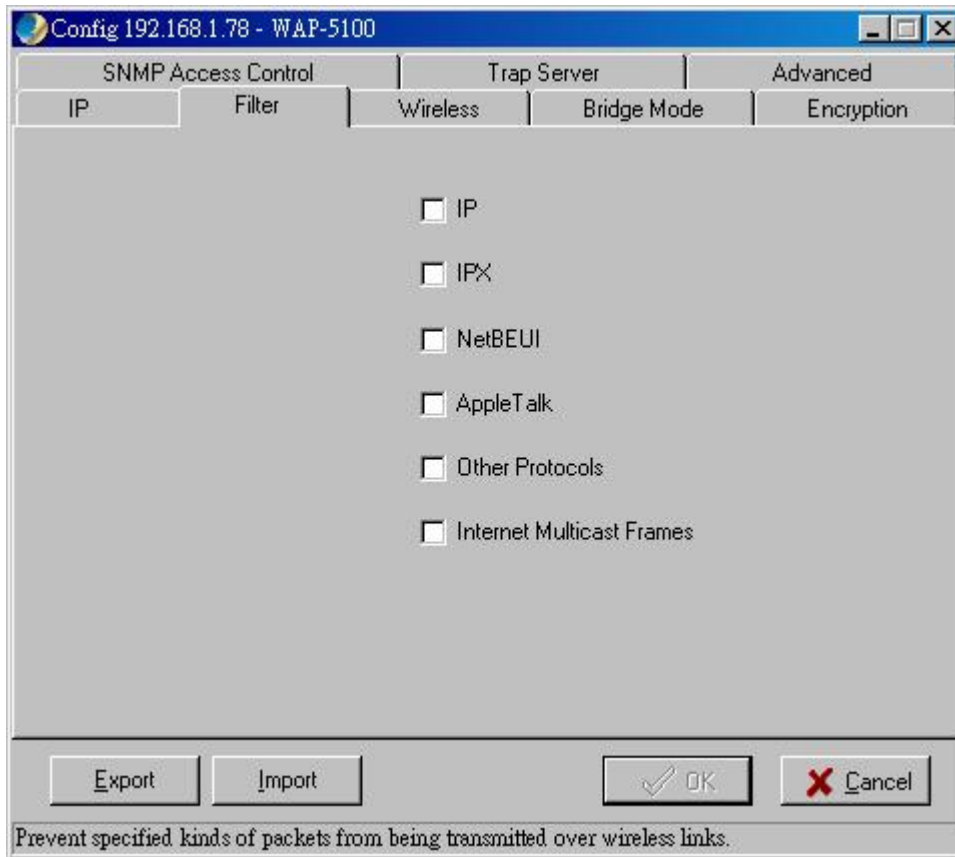 Config 192.168.1.78 - WAP-5100
SNMP Access Control Trap Server Advanced
IP Filter Wireless Bridge Mode Encryption
IP
IPX
NetBEUI
AppleTalk
Other Protocols
Internet Multicast Frames
Export Import OK Cancel
Prevent specified kinds of packets from being transmitted over wireless links.